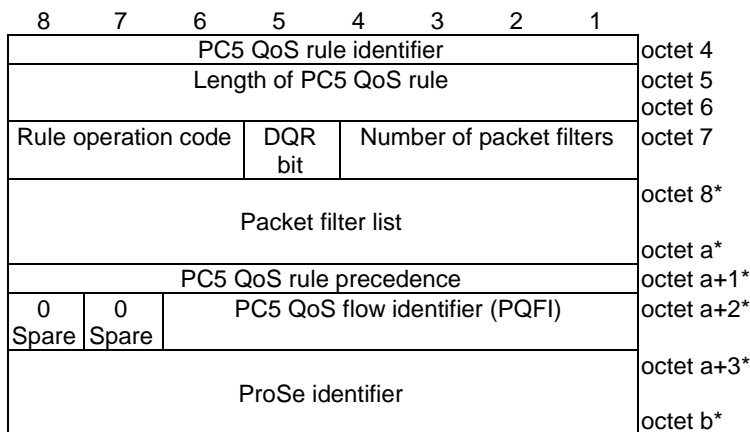 8 7 6 5 4 3 2 1
PC5 QoS rule identifier octet 4
Length of PC5 QoS rule octet 5
octet 6
Rule operation code DQR bit Number of packet filters octet 7
octet 8*
Packet filter list
octet a*
PC5 QoS rule precedence octet a+1*
0 Spare 0 Spare PC5 QoS flow identifier (PQFI) octet a+2*
octet a+3*
ProSe identifier
octet b*